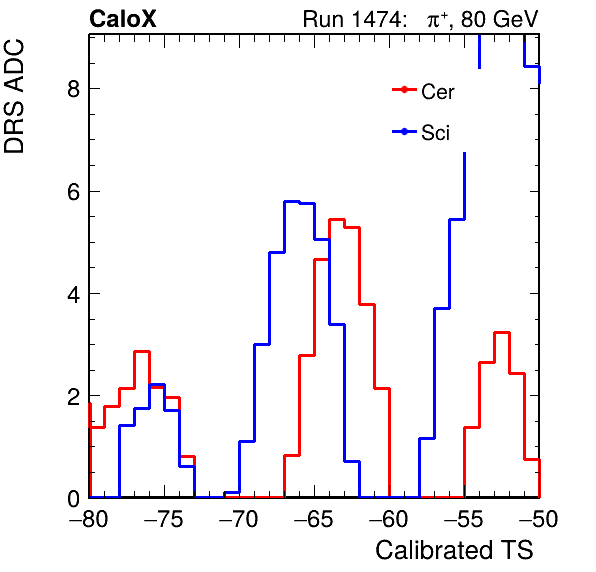 CaloX Run 1474: π⁺, 80 GeV
DRS ADC
8
6
4
2
0
Cer
Sci
−80 −75 −70 −65 −60 −55 −50
Calibrated TS